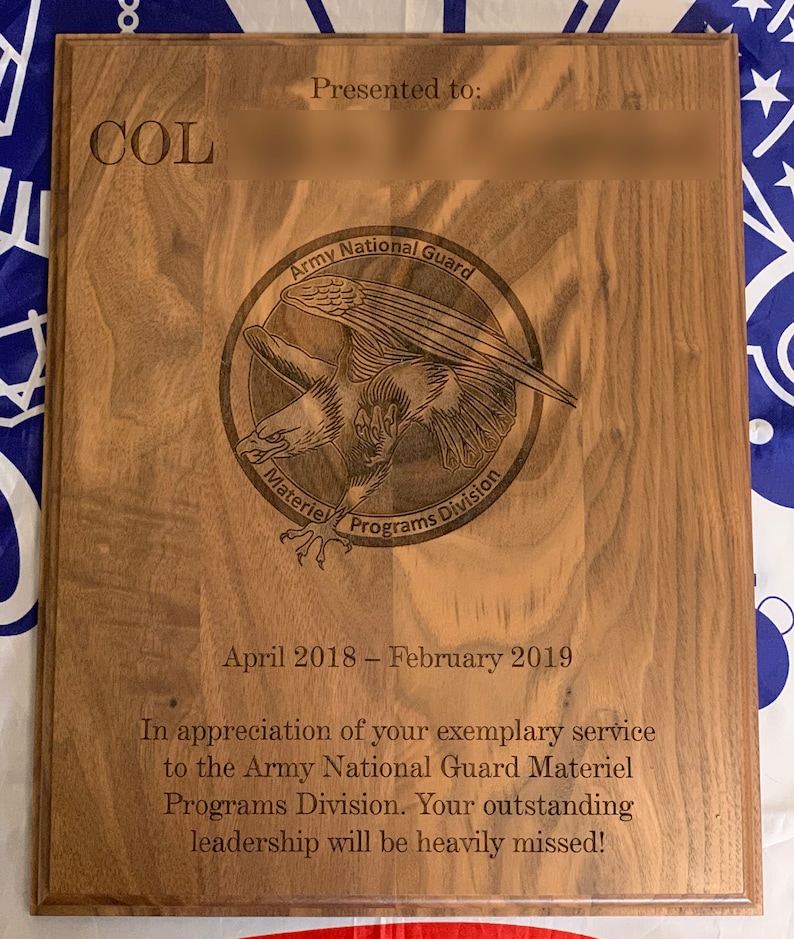 Presented to:
COL
Army National Guard
Materiel Programs Division
April 2018 – February 2019
In appreciation of your exemplary service
to the Army National Guard Materiel
Programs Division. Your outstanding
leadership will be heavily missed!